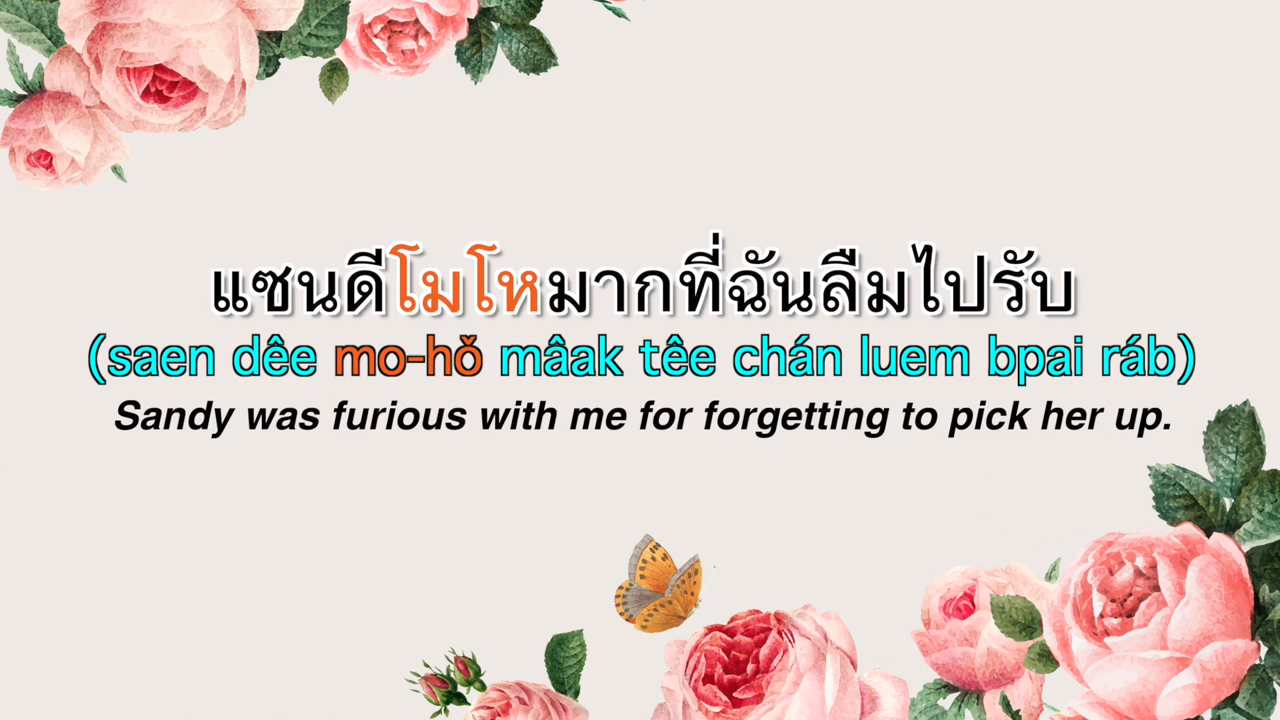 แซนดีโมโหมากที่ฉันลืมไปรับ
(saen dêe mo-hǒ mâak têe chán luem bpai ráb)
Sandy was furious with me for forgetting to pick her up.